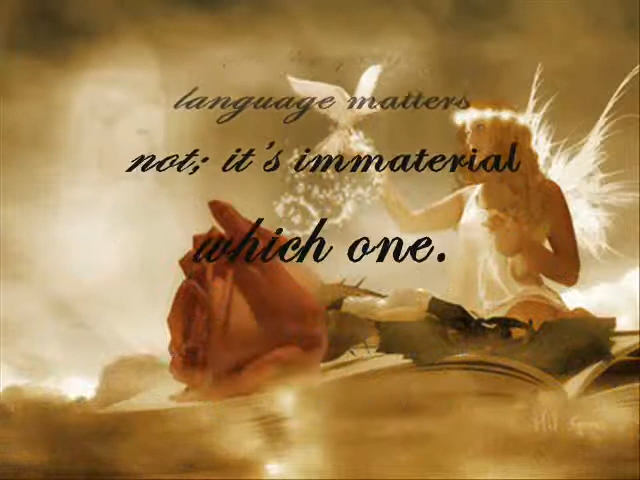 language matters
not; it's immaterial
which one.